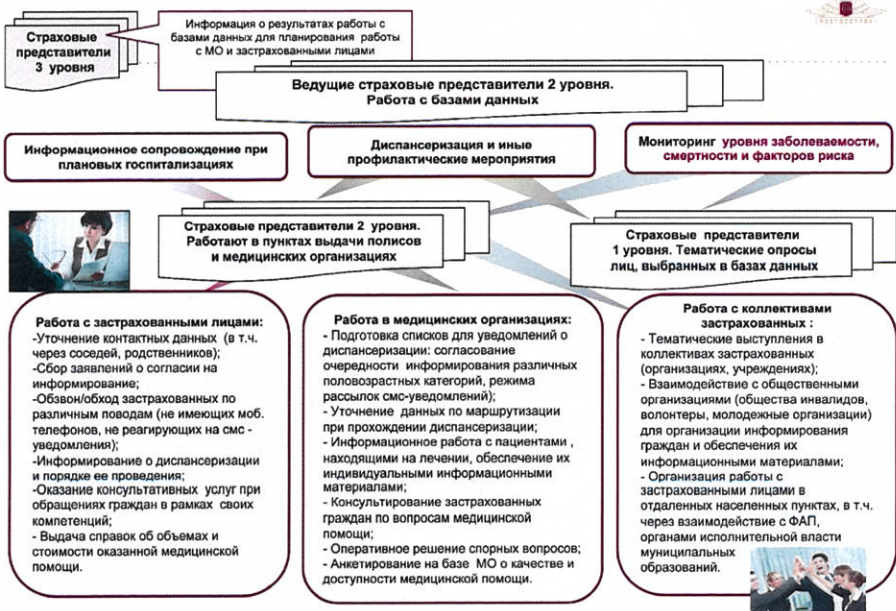 Страховые
представители
3 уровня
Информация о результатах работы с
базами данных для планирования работы
с МО и застрахованными лицами
РОСГОССТРАХ
Ведущие страховые представители 2 уровня.
Работа с базами данных
Информационное сопровождение при
плановых госпитализациях
Диспансеризация и иные
профилактические мероприятия
Мониторинг уровня заболеваемости,
смертности и факторов риска
Страховые представители 2 уровня.
Работают в пунктах выдачи полисов
и медицинских организациях
Страховые представители
1 уровня. Тематические опросы
лиц, выбранных в базах данных
Работа с застрахованными лицами:
-Уточнение контактных данных (в т.ч.
через соседей, родственников);
-Сбор заявлений о согласии на
информирование;
-Обзвон/обход застрахованных по
различным поводам (не имеющих моб.
телефонов, не реагирующих на смс -
уведомления);
-Информирование о диспансеризации
и порядке ее проведения;
-Оказание консультативных услуг при
обращениях граждан в рамках своих
компетенций;
- Выдача справок об объемах и
стоимости оказанной медицинской
помощи.
Работа в медицинских организациях:
- Подготовка списков для уведомлений о
диспансеризации: согласование
очередности информирования различных
половозрастных категорий, режима
рассылок смс-уведомлений);
- Уточнение данных по маршрутизации
при прохождении диспансеризации;
- Информационная работа с пациентами ,
находящими на лечении, обеспечение их
индивидуальными информационными
материалами;
- Консультирование застрахованных
граждан по вопросам медицинской
помощи;
- Оперативное решение спорных вопросов;
- Анкетирование на базе МО о качестве и
доступности медицинской помощи.
Работа с коллективами
застрахованных :
- Тематические выступления в
коллективах застрахованных
(организациях, учреждениях);
- Взаимодействие с общественными
организациями (общества инвалидов,
волонтеры, молодежные организации)
для организации информирования
граждан и обеспечения их
информационными материалами;
- Организация работы с
застрахованными лицами в
отдаленных населенных пунктах, в т.ч.
через взаимодействие с ФАП,
органами исполнительной власти
муниципальных
образований.